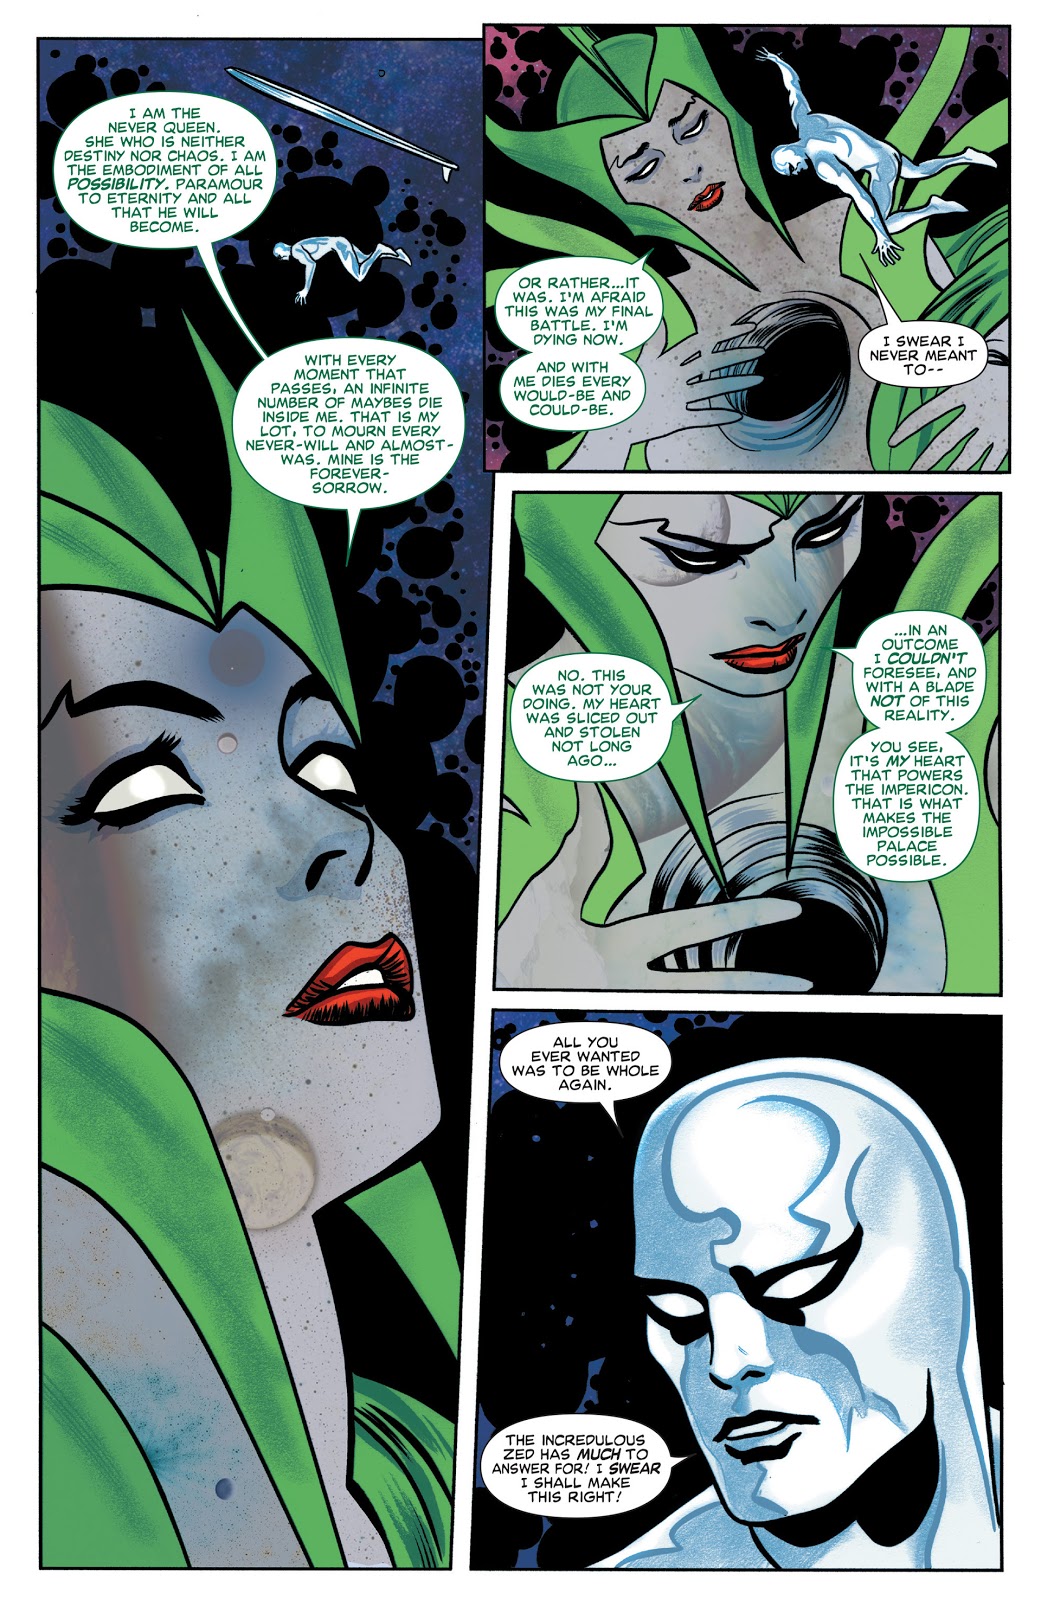 I AM THE
NEVER QUEEN.
SHE WHO IS NEITHER
DESTINY NOR CHAOS. I AM
THE EMBODIMENT OF ALL
POSSIBILITY. PARAMOUR
TO ETERNITY AND ALL
THAT HE WILL
BECOME.
WITH EVERY
MOMENT THAT
PASSES, AN INFINITE
NUMBER OF MAYBES DIE
INSIDE ME. THAT IS MY
LOT, TO MOURN EVERY
NEVER-WILL AND ALMOST-
WAS. MINE IS THE
FOREVER-
SORROW.
OR RATHER...IT
WAS. I'M AFRAID
THIS WAS MY FINAL
BATTLE. I'M
DYING NOW.
AND WITH
ME DIES EVERY
WOULD-BE AND
COULD-BE.
I SWEAR I
NEVER MEANT
TO--
NO. THIS
WAS NOT YOUR
DOING. MY HEART
WAS SLICED OUT
AND STOLEN
NOT LONG
AGO...
...IN AN
OUTCOME
I COULDN'T
FORESEE, AND
WITH A BLADE
NOT OF THIS
REALITY.
YOU SEE,
IT'S MY HEART
THAT POWERS
THE IMPERICON.
THAT IS WHAT
MAKES THE
IMPOSSIBLE
PALACE
POSSIBLE.
ALL YOU
EVER WANTED
WAS TO BE WHOLE
AGAIN.
THE INCREDULOUS
ZED HAS MUCH TO
ANSWER FOR! I SWEAR
I SHALL MAKE
THIS RIGHT!